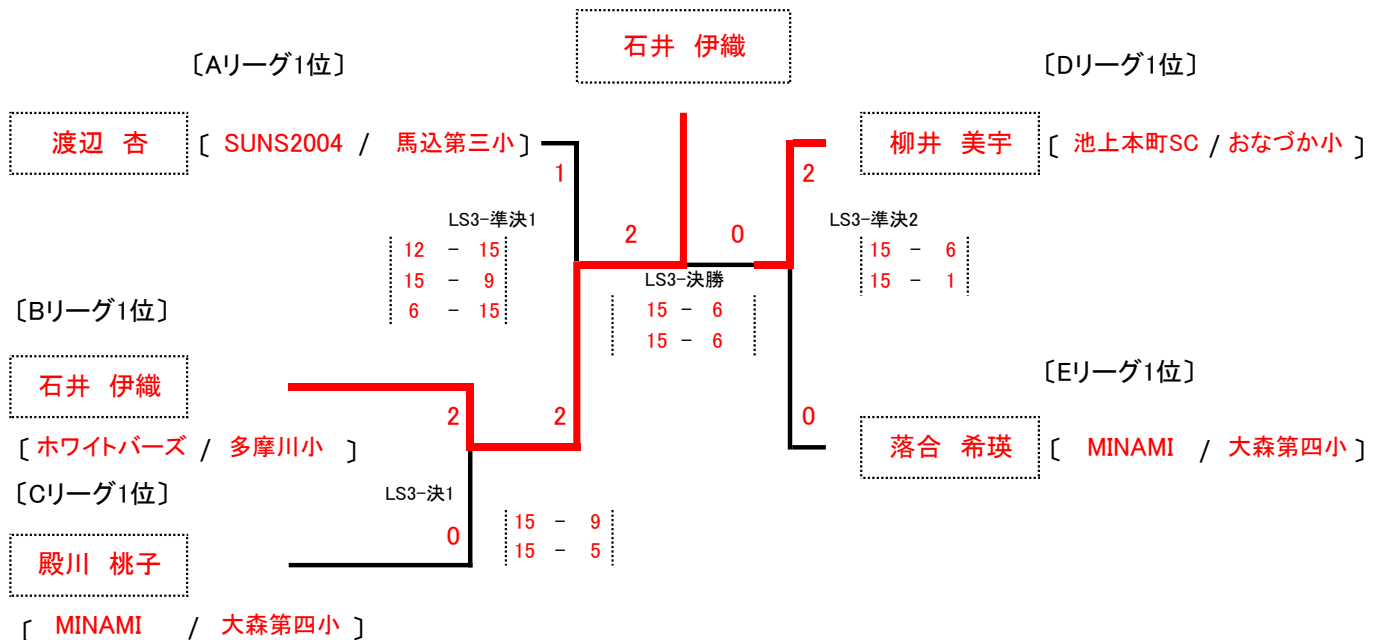 石井 伊織
〔Aリーグ1位〕
〔Dリーグ1位〕
渡辺 杏 〔 SUNS2004 / 馬込第三小 〕
柳井 美宇 〔 池上本町SC / おなづか小 〕
1
2
LS3-準決1
12 - 15
15 - 9
6 - 15
2 0
LS3-決勝
15 - 6
15 - 6
LS3-準決2
15 - 6
15 - 1
〔Bリーグ1位〕
石井 伊織
〔 ホワイトバーズ / 多摩川小 〕
2
2
〔Eリーグ1位〕
0
落合 希瑛 〔 MINAMI / 大森第四小 〕
〔Cリーグ1位〕
LS3-決1
0
15 - 9
15 - 5
殿川 桃子
〔 MINAMI / 大森第四小 〕